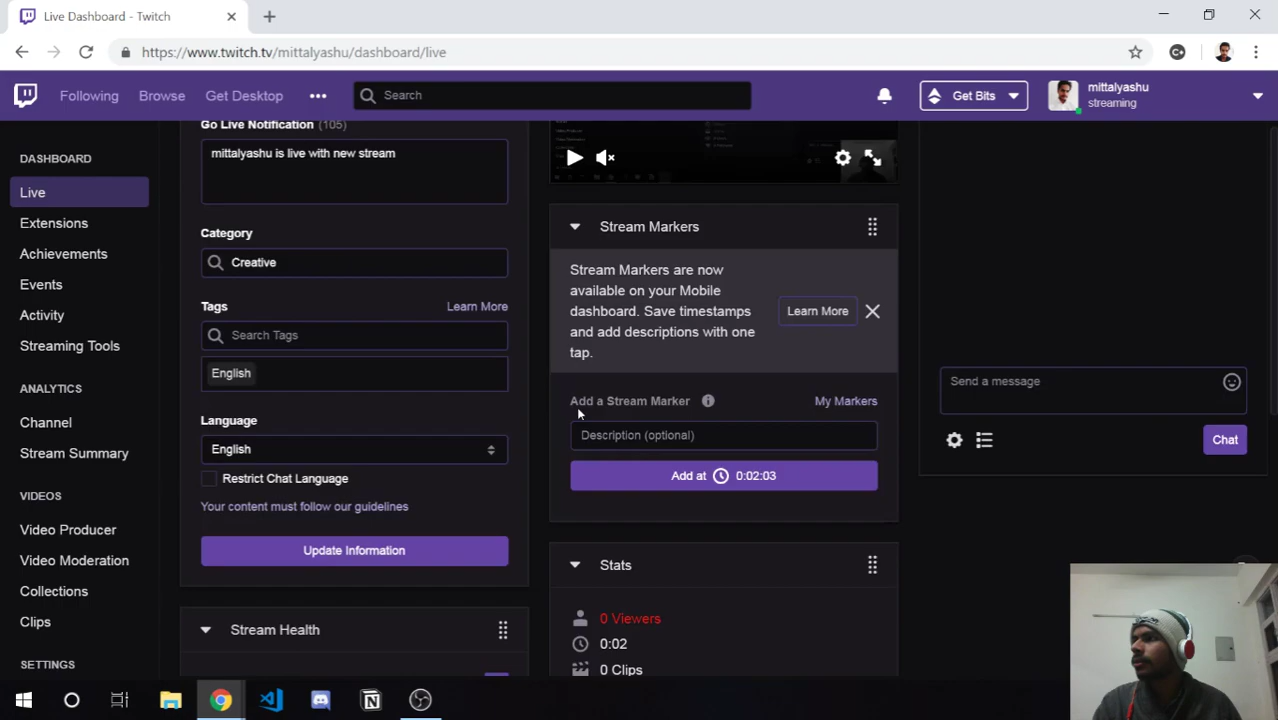 Live Dashboard - Twitch
https://www.twitch.tv/mittalyashu/dashboard/live
Following
Browse
Get Desktop
Search
Get Bits
mittalyashu
streaming
DASHBOARD
Live
Extensions
Achievements
Events
Activity
Streaming Tools
ANALYTICS
Channel
Stream Summary
VIDEOS
Video Producer
Video Moderation
Collections
Clips
SETTINGS
Go Live Notification (105)
mittalyashu is live with new stream
Category
Creative
Tags
Learn More
Search Tags
English
Language
English
Restrict Chat Language
Your content must follow our guidelines
Update Information
Stream Health
Stream Markers
Stream Markers are now
available on your Mobile
dashboard. Save timestamps
and add descriptions with one
tap.
Learn More
Add a Stream Marker
My Markers
Description (optional)
Add at 0:02:03
Stats
0 Viewers
0:02
0 Clips
Send a message
Chat